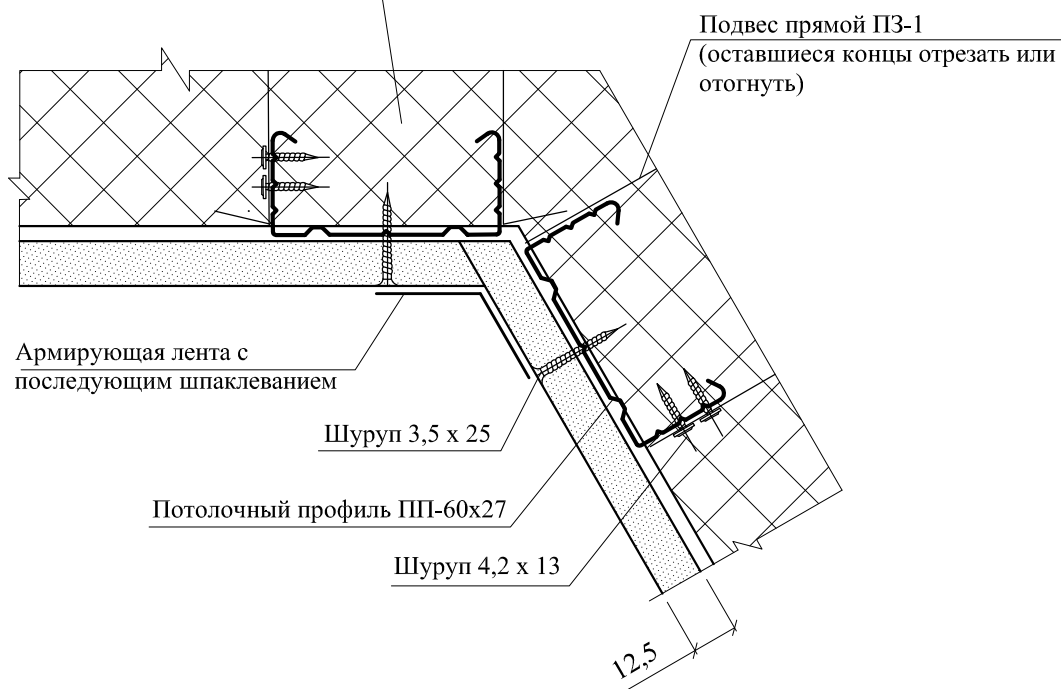 Подвес прямой ПЗ-1
(оставшиеся концы отрезать или
отогнуть)
Армирующая лента с
последующим шпаклеванием
Шуруп 3,5 x 25
Потолочный профиль ПП-60х27
Шуруп 4,2 x 13
12,5